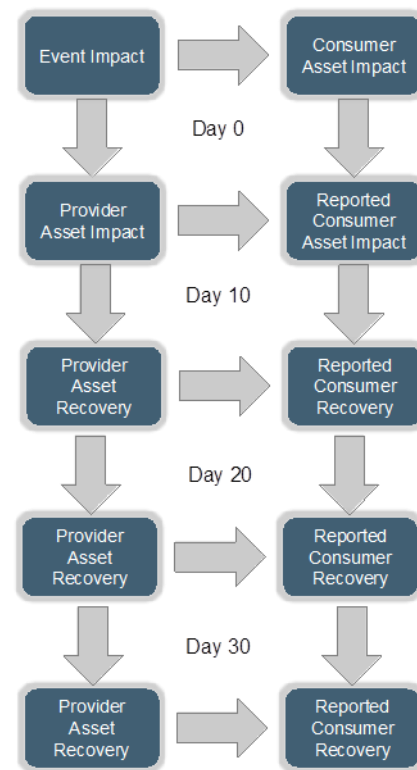 Event Impact
Consumer
Asset Impact
Day 0
Provider
Asset Impact
Reported
Consumer
Asset Impact
Day 10
Provider
Asset
Recovery
Reported
Consumer
Recovery
Day 20
Provider
Asset
Recovery
Reported
Consumer
Recovery
Day 30
Provider
Asset
Recovery
Reported
Consumer
Recovery